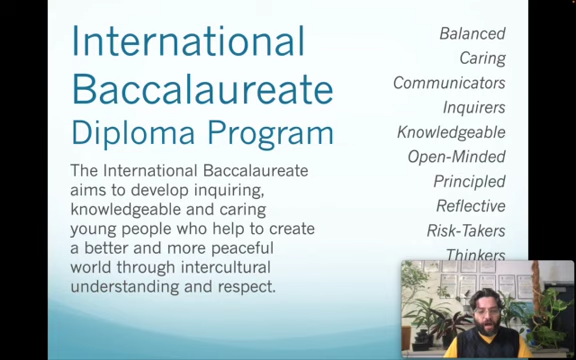 International
Baccalaureate
Diploma Program
The International Baccalaureate
aims to develop inquiring,
knowledgeable and caring
young people who help to create
a better and more peaceful
world through intercultural
understanding and respect.
Balanced
Caring
Communicators
Inquirers
Knowledgeable
Open-Minded
Principled
Reflective
Risk-Takers
Thinkers